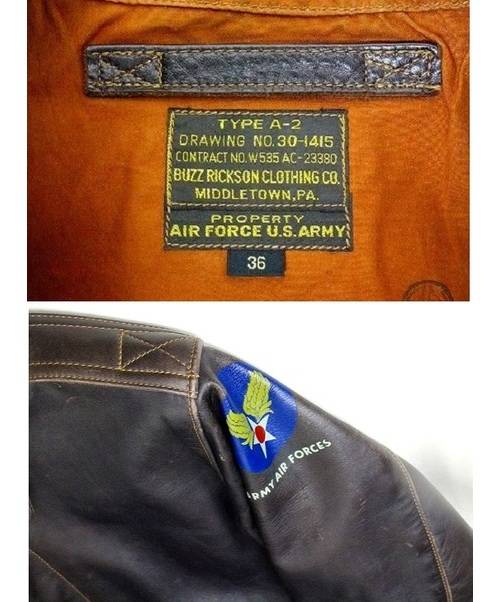 TYPE A-2
DRAWING NO.30-1415
CONTRACT NO.W535 AC-23380
BUZZ RICKSON CLOTHING CO.
MIDDLETOWN,PA.
PROPERTY
AIR FORCE U.S.ARMY
36
ARMY AIR FORCES